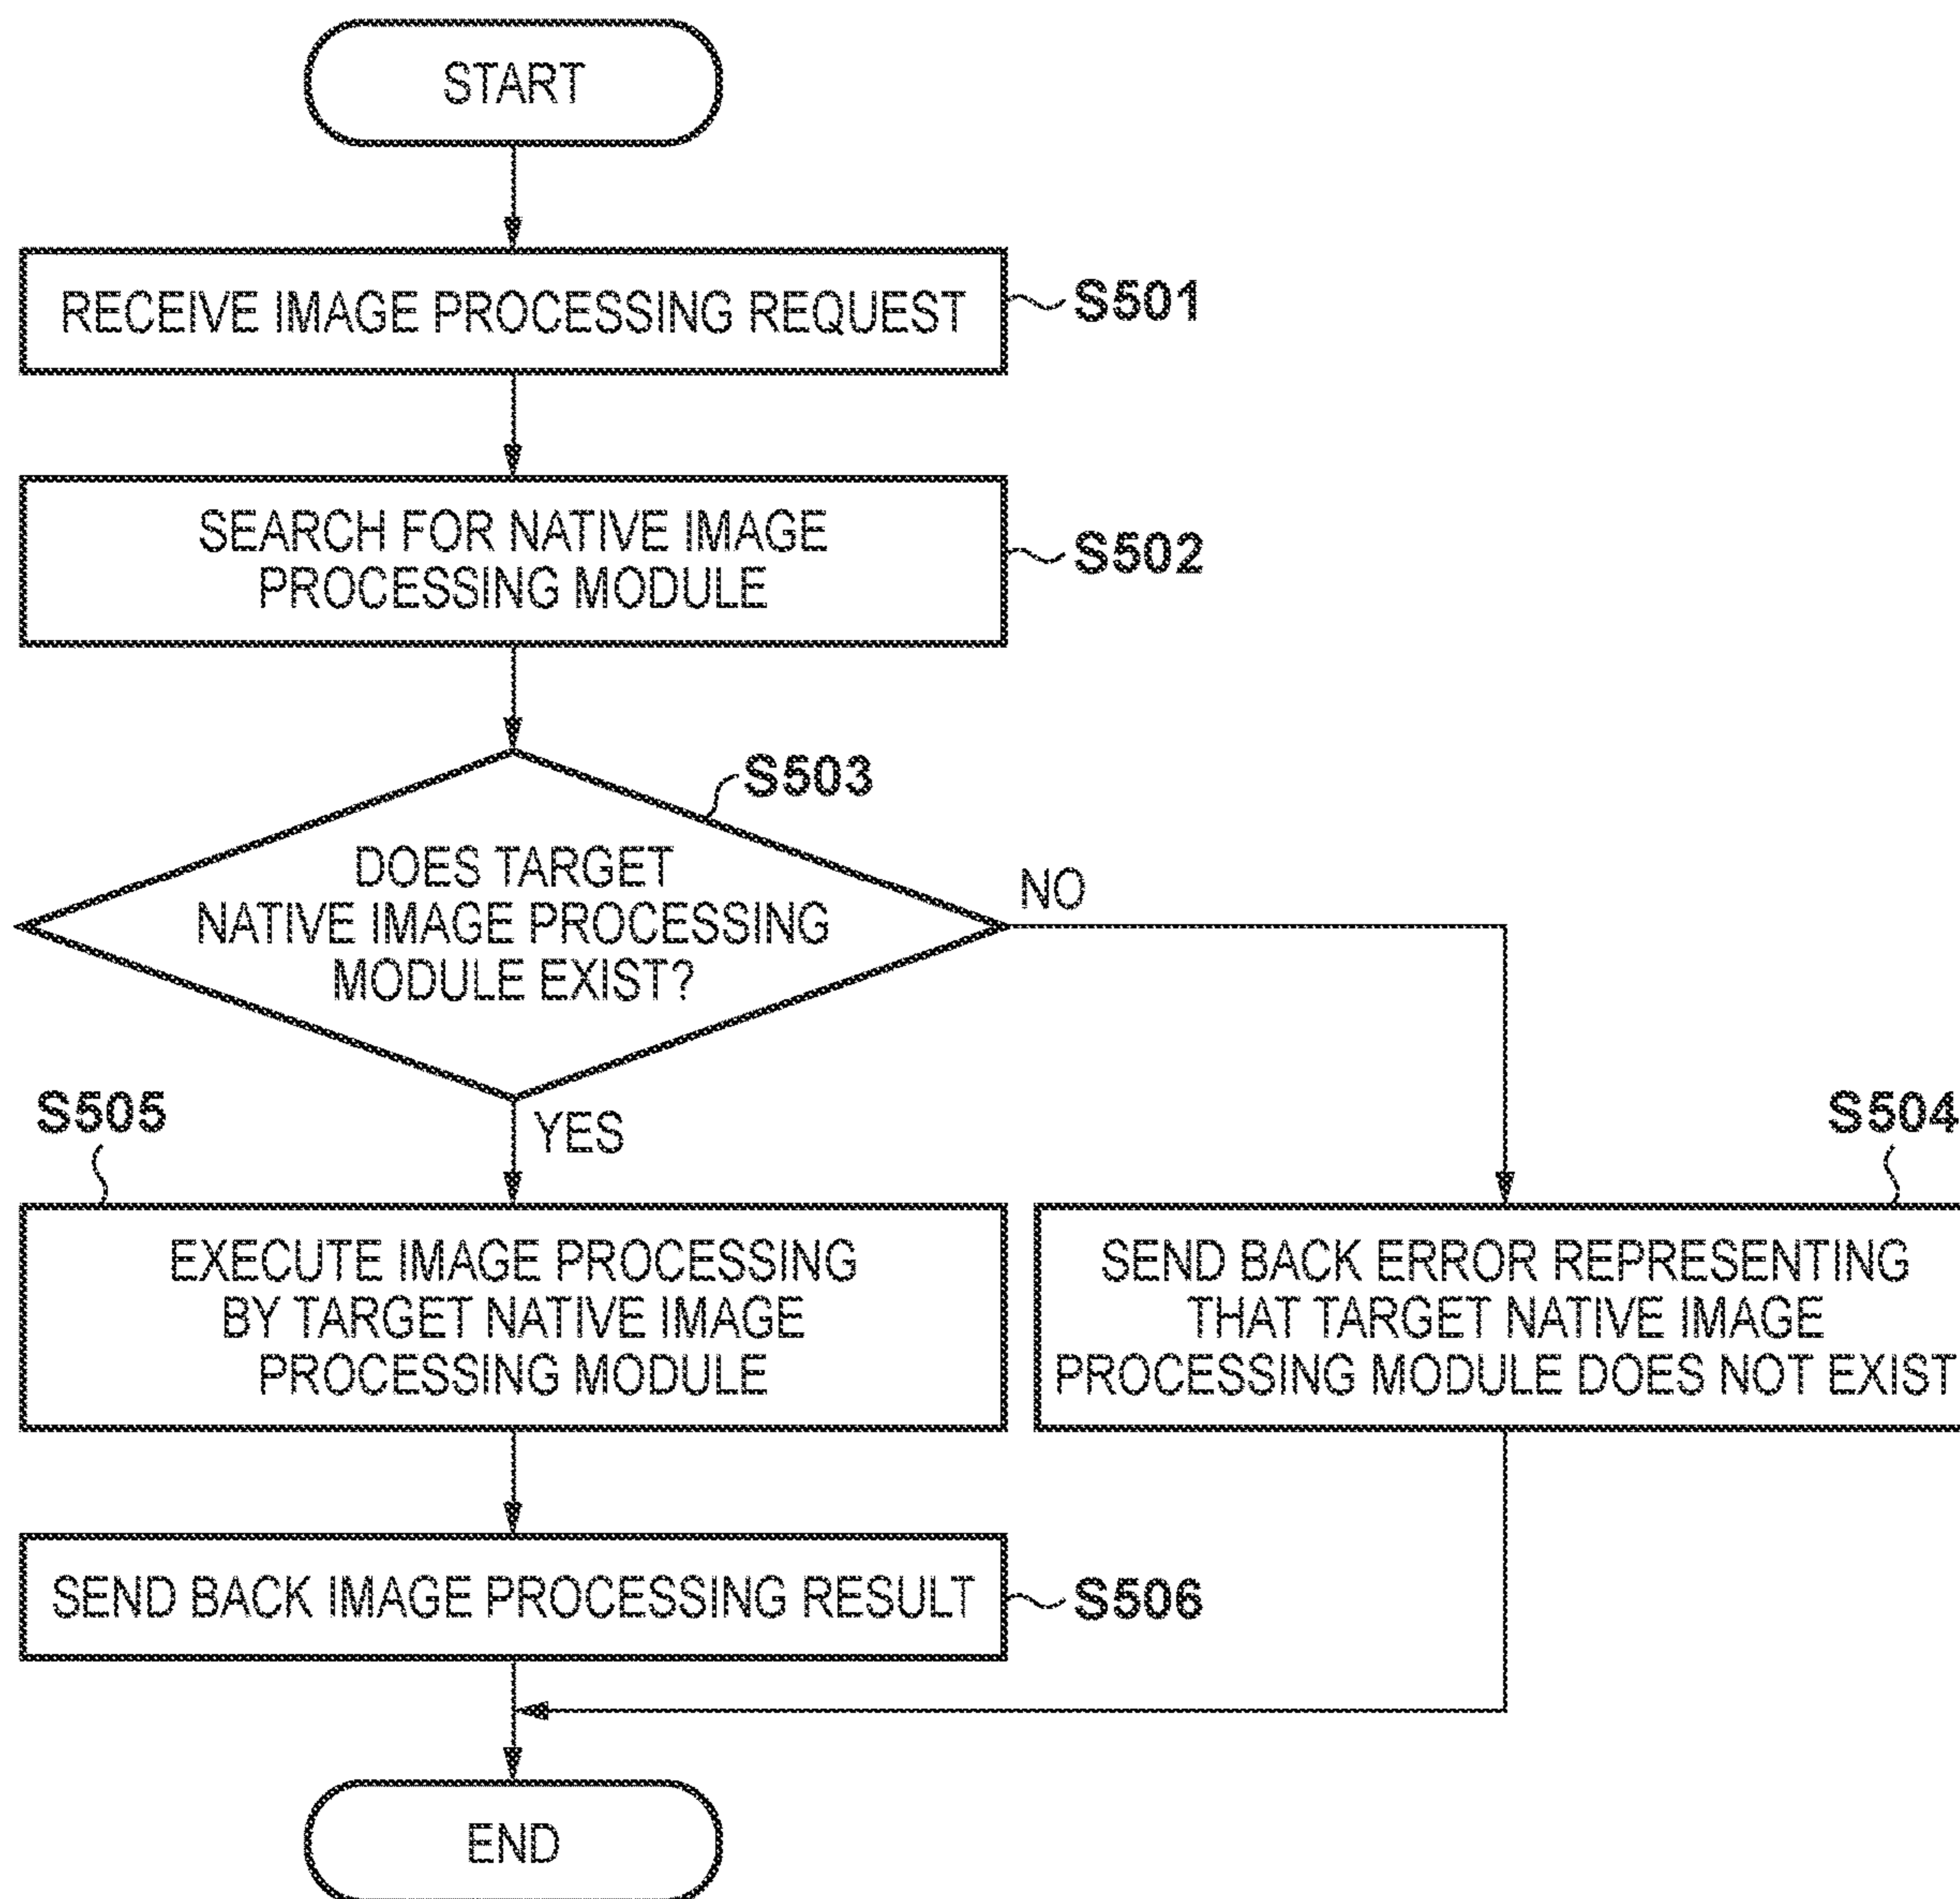 START
RECEIVE IMAGE PROCESSING REQUEST
S501
SEARCH FOR NATIVE IMAGE
PROCESSING MODULE
S502
S503
DOES TARGET
NATIVE IMAGE PROCESSING
MODULE EXIST?
NO
YES
S505
EXECUTE IMAGE PROCESSING
BY TARGET NATIVE IMAGE
PROCESSING MODULE
S504
SEND BACK ERROR REPRESENTING
THAT TARGET NATIVE IMAGE
PROCESSING MODULE DOES NOT EXIST
SEND BACK IMAGE PROCESSING RESULT
S506
END